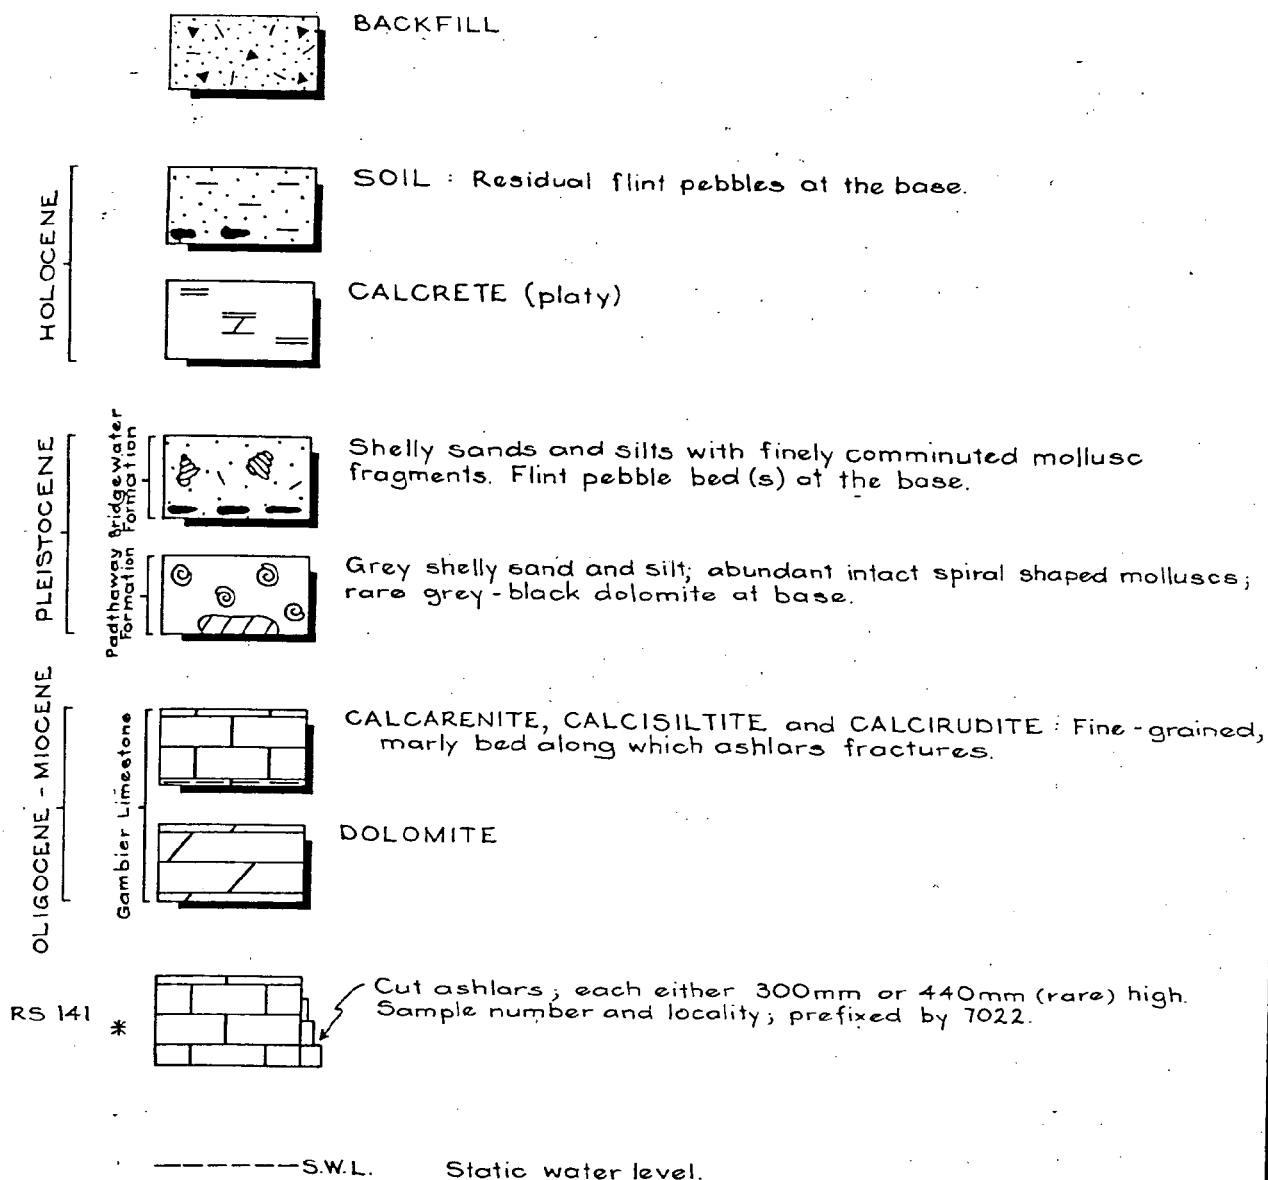 BACKFILL
HOLOCENE
SOIL : Residual flint pebbles at the base.
CALCRETE (platy)
PLEISTOCENE
Bridgewater
Formation
Shelly sands and silts with finely comminuted mollusc
fragments. Flint pebble bed(s) at the base.
Padthaway
Formation
Grey shelly sand and silt; abundant intact spiral shaped molluscs;
rare grey-black dolomite at base.
OLIGOCENE - MIOCENE
Gambier Limestone
CALCARENITE, CALCISILTITE and CALCIRUDITE : Fine-grained,
marly bed along which ashlars fractures.
DOLOMITE
RS 141 *
Cut ashlars; each either 300mm or 440mm (rare) high.
Sample number and locality; prefixed by 7022.
S.W.L. Static water level.